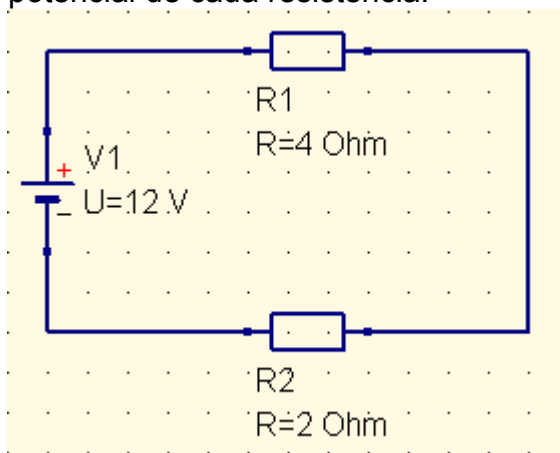 potencial de cada resistencia.
R1
R=4 Ohm
+
V1
U=12 V
_
R2
R=2 Ohm